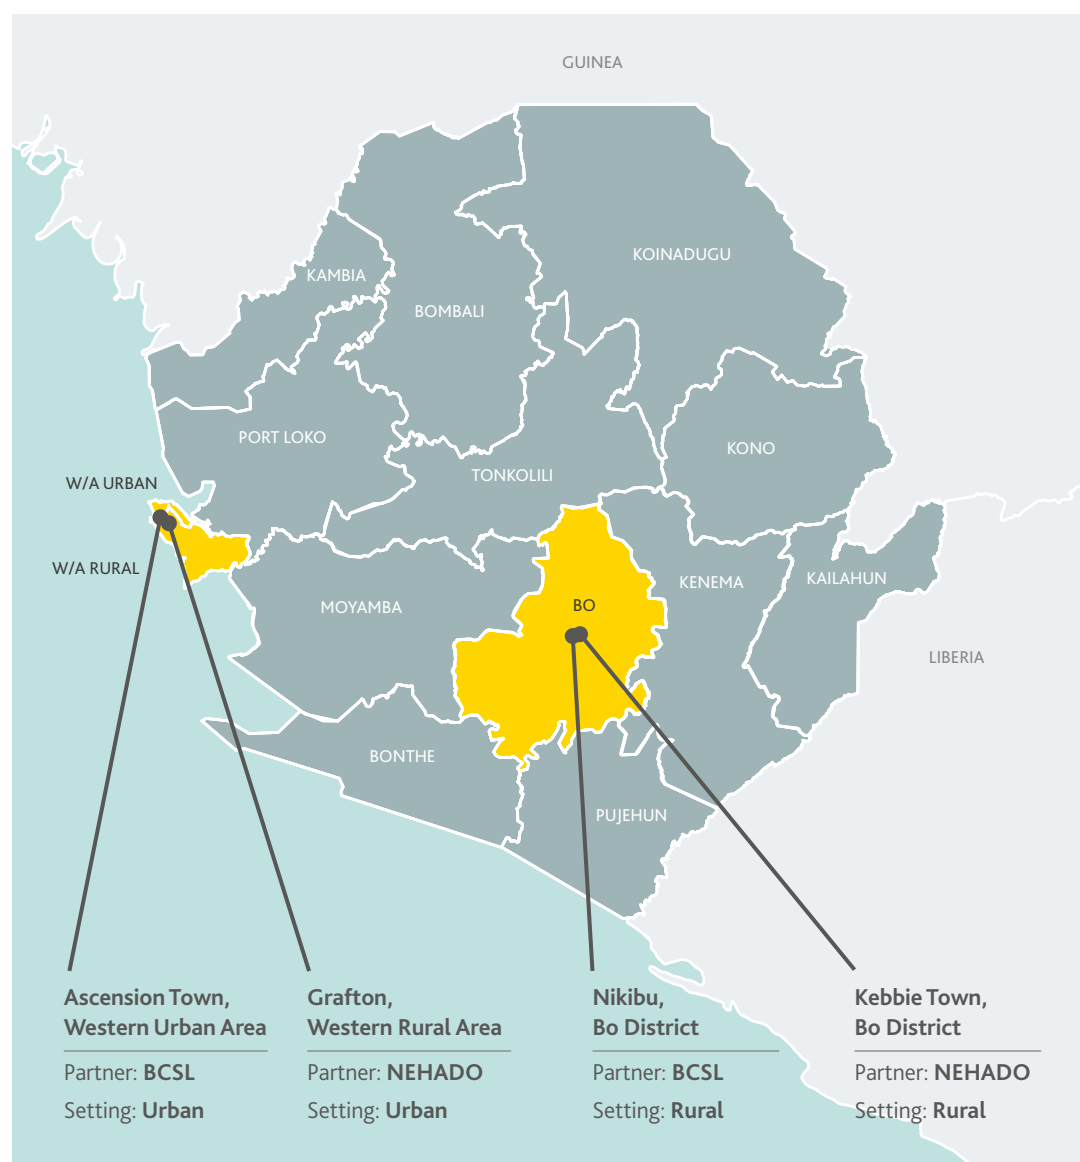 GUINEA
KOINADUGU
KAMBIA
BOMBALI
PORT LOKO
KONO
TONKOLILI
W/A URBAN
W/A RURAL
KENEMA
KAILAHUN
MOYAMBA
BO
LIBERIA
BONTHE
PUJEHUN
Ascension Town,
Western Urban Area
Partner: BCSL
Setting: Urban
Grafton,
Western Rural Area
Partner: NEHADO
Setting: Urban
Nikibu,
Bo District
Partner: BCSL
Setting: Rural
Kebbie Town,
Bo District
Partner: NEHADO
Setting: Rural